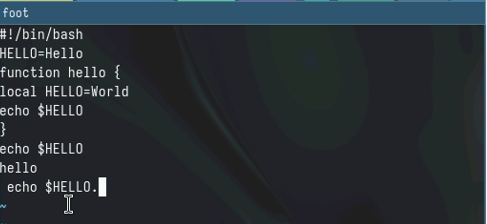 foot
#!/bin/bash
HELLO=Hello
function hello {
local HELLO=World
echo $HELLO
}
echo $HELLO
hello
 echo $HELLO.
~